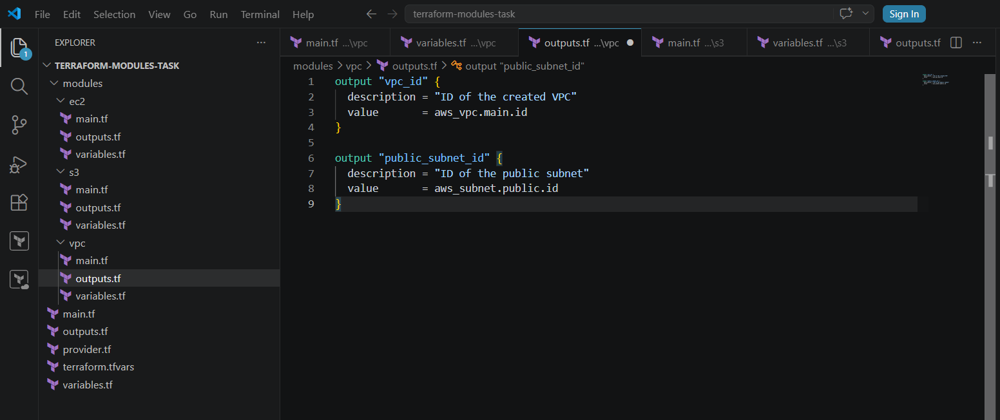 File Edit Selection View Go Run Terminal Help
terraform-modules-task
Sign In
1
EXPLORER
TERRAFORM-MODULES-TASK
modules
ec2
main.tf
outputs.tf
variables.tf
s3
main.tf
outputs.tf
variables.tf
vpc
main.tf
outputs.tf
variables.tf
main.tf
outputs.tf
provider.tf
terraform.tfvars
variables.tf
main.tf ...\vpc
variables.tf ...\vpc
outputs.tf ...\vpc
main.tf ...\s3
variables.tf ...\s3
outputs.tf
modules > vpc > outputs.tf > output "public_subnet_id"
1 output "vpc_id" {
2 description = "ID of the created VPC"
3 value = aws_vpc.main.id
4 }
5
6 output "public_subnet_id" {
7 description = "ID of the public subnet"
8 value = aws_subnet.public.id
9 }